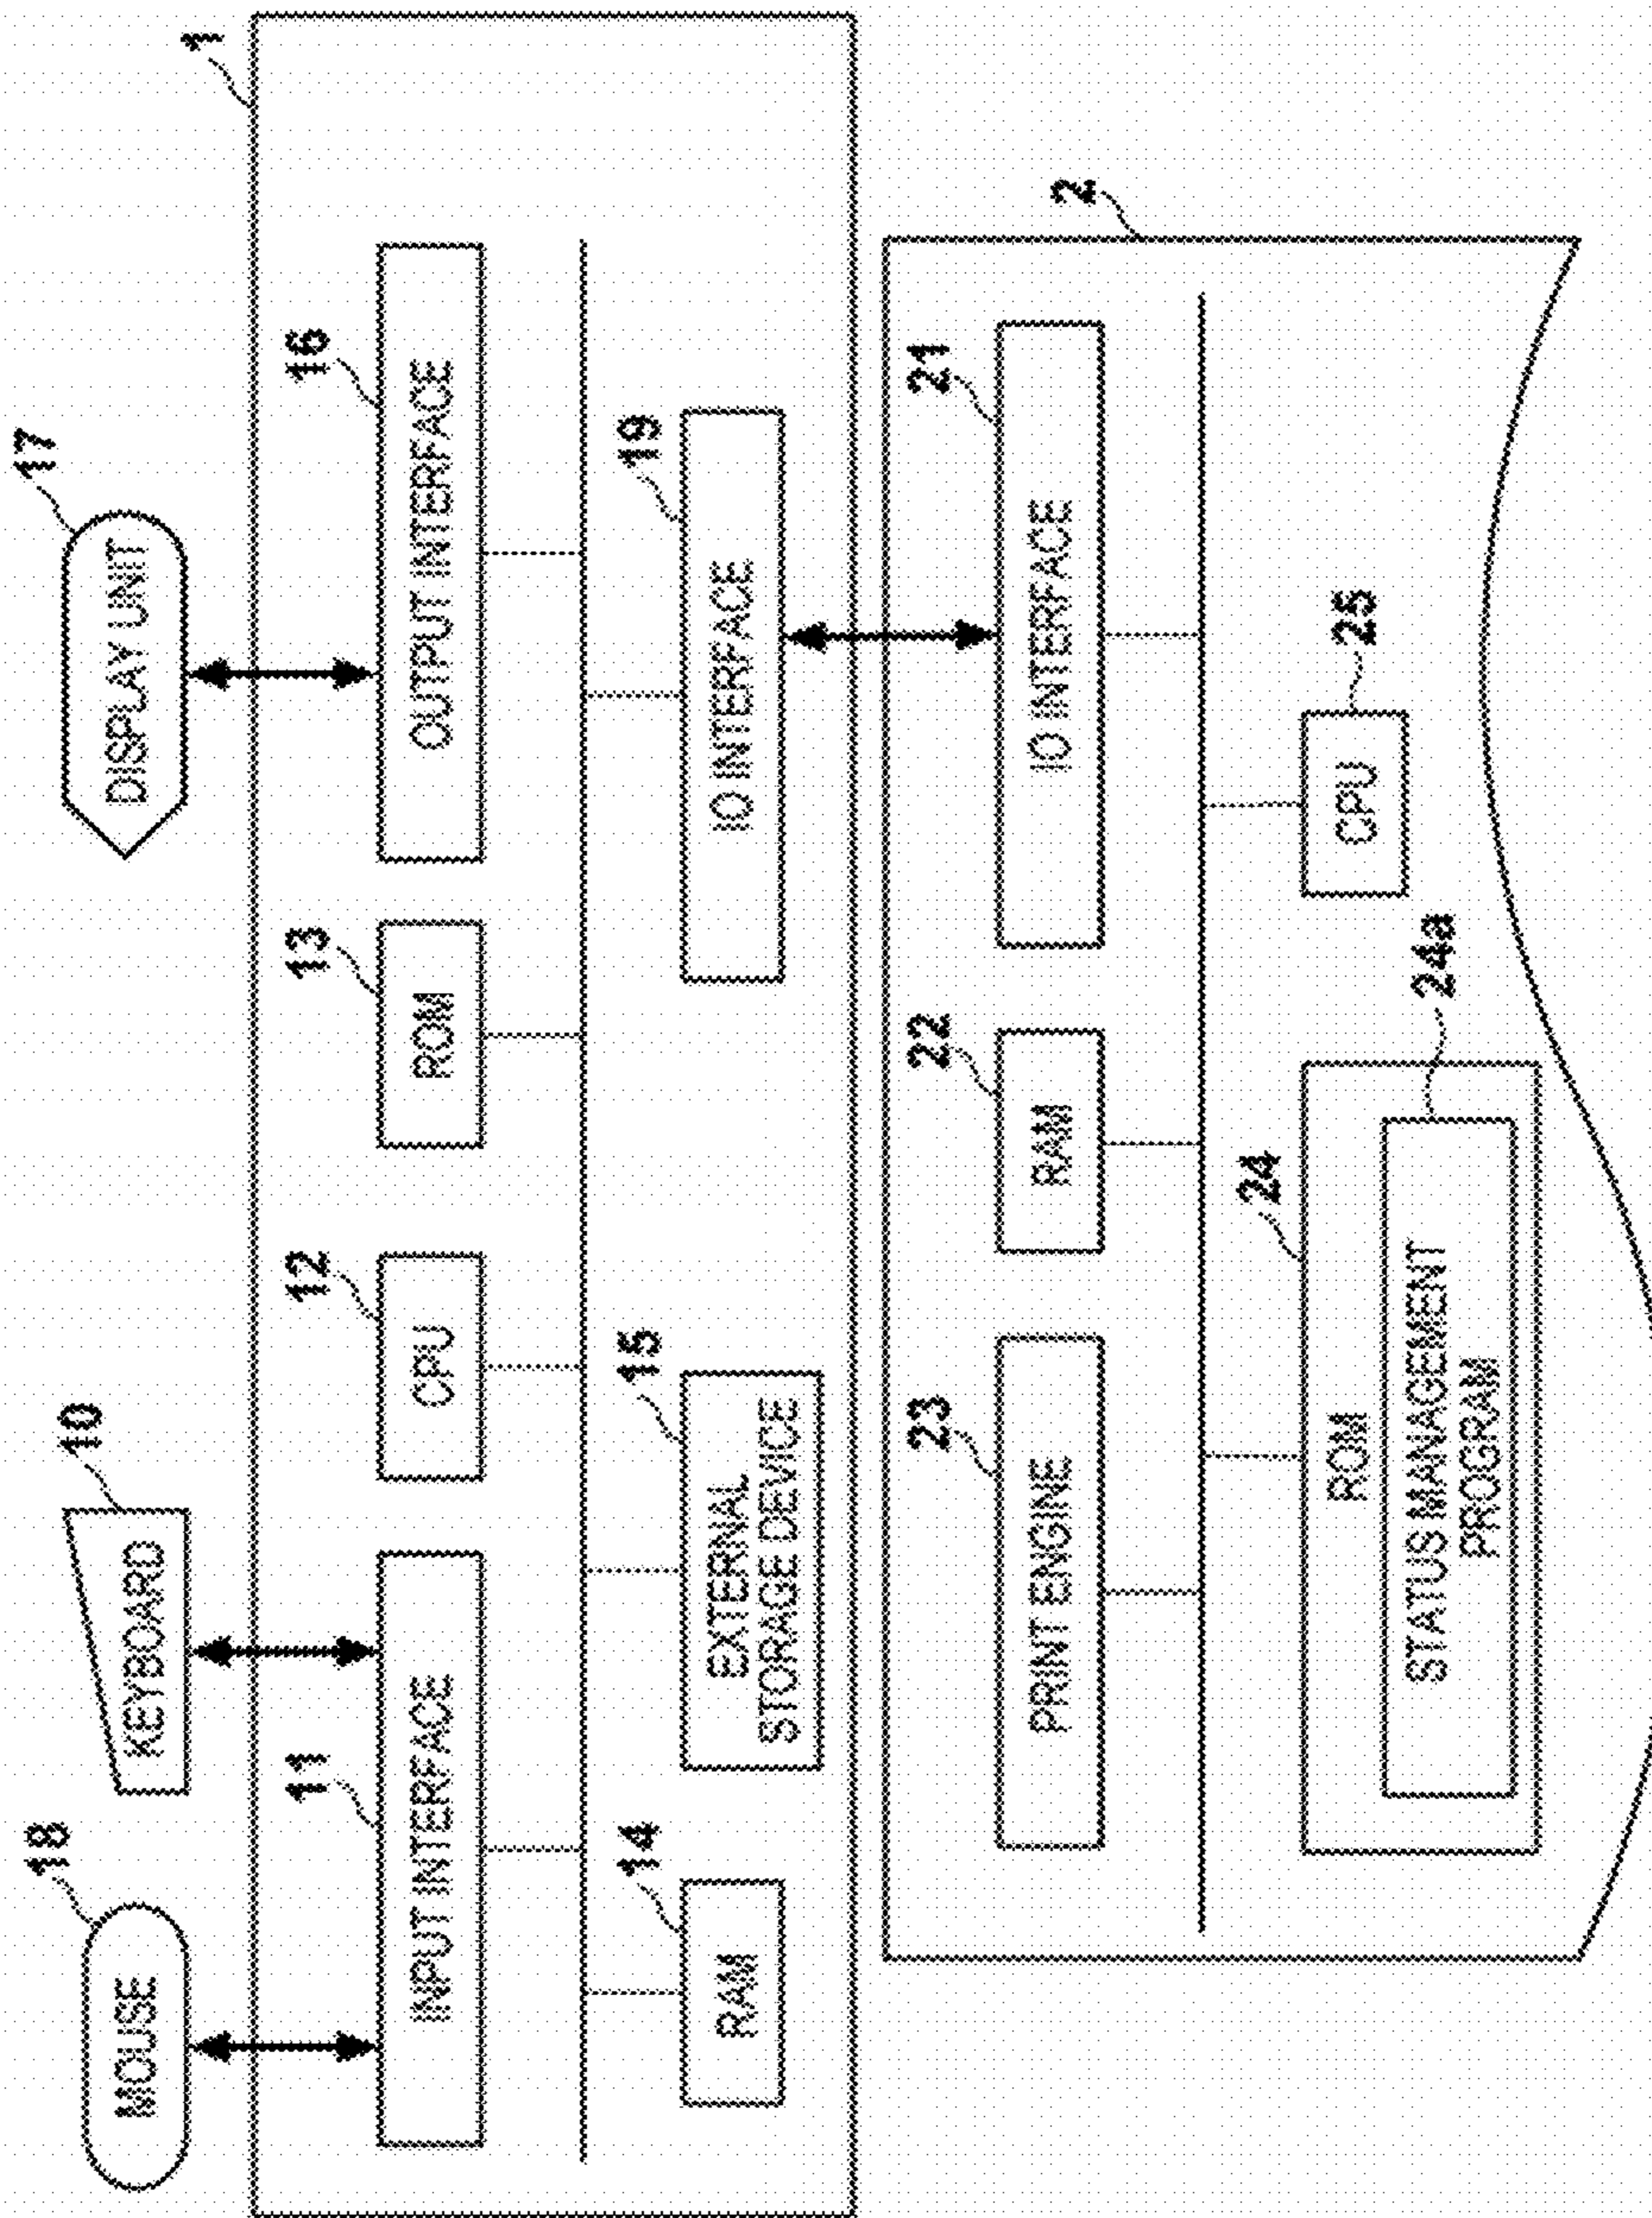 18
MOUSE
10
KEYBOARD
17
DISPLAY UNIT
1
11
INPUT INTERFACE
12
CPU
13
ROM
16
OUTPUT INTERFACE
14
RAM
15
EXTERNAL
STORAGE DEVICE
19
IO INTERFACE
2
23
PRINT ENGINE
22
RAM
21
IO INTERFACE
24
ROM
24a
STATUS MANAGEMENT
PROGRAM
25
CPU